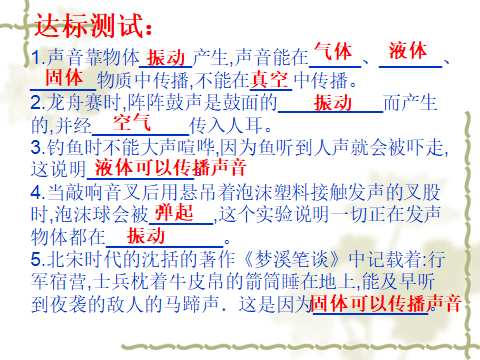 达标测试：
1.声音靠物体 振动 产生,声音能在气体、 液体、
固体 物质中传播,不能在真空中传播。
2.龙舟赛时,阵阵鼓声是鼓面的 振动 而产生
的,并经 空气 传入人耳。
3.钓鱼时不能大声喧哗,因为鱼听到人声就会被吓走,
这说明 液体可以传播声音
4.当敲响音叉后用悬吊着泡沫塑料接触发声的叉股
时,泡沫球会被 弹起 ,这个实验说明一切正在发声
物体都在 振动 。
5.北宋时代的沈括的著作《梦溪笔谈》中记载着:行
军宿营,士兵枕着牛皮帛的箭筒睡在地上,能及早听
到夜袭的敌人的马蹄声．这是因为固体可以传播声音。